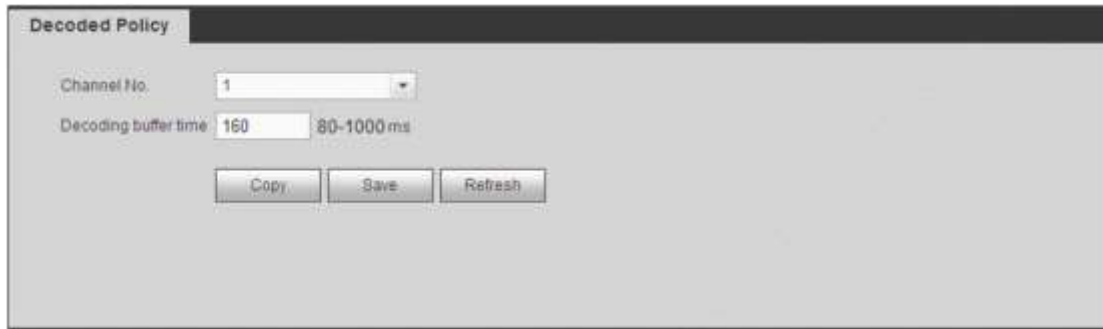 Decoded Policy
Channel No. 1
Decoding buffer time 160 80-1000 ms
Copy Save Refresh